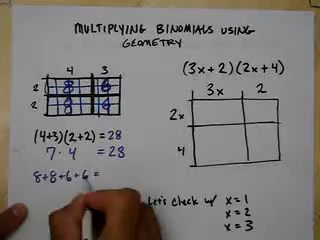 MULTIPLYING BINOMIALS USING
GEOMETRY
4 3
2 8 6
2 8 6
(4+3)(2+2) = 28
7 · 4 = 28
8+8+6+6 =
(3x+2)(2x+4)
3x 2
2x
4
Let's check w/ x = 1
x = 2
x = 3